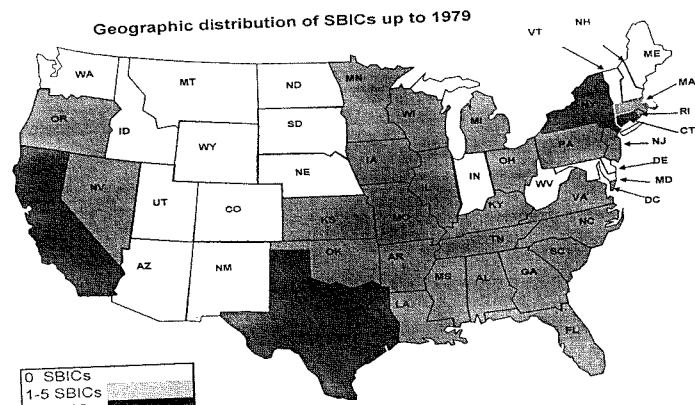 Geographic distribution of SBICs up to 1979
VT
NH
WA
MT
ND
MN
ME
OR
ID
SD
WI
MI
MA
RI
CT
WY
IA
PA
NJ
NE
OH
DE
NV
UT
CO
IN
WV
MD
VA
DC
KS
MO
KY
NC
TN
AZ
NM
OK
AR
SC
MS
AL
GA
LA
FL
0 SBICs
1-5 SBICs